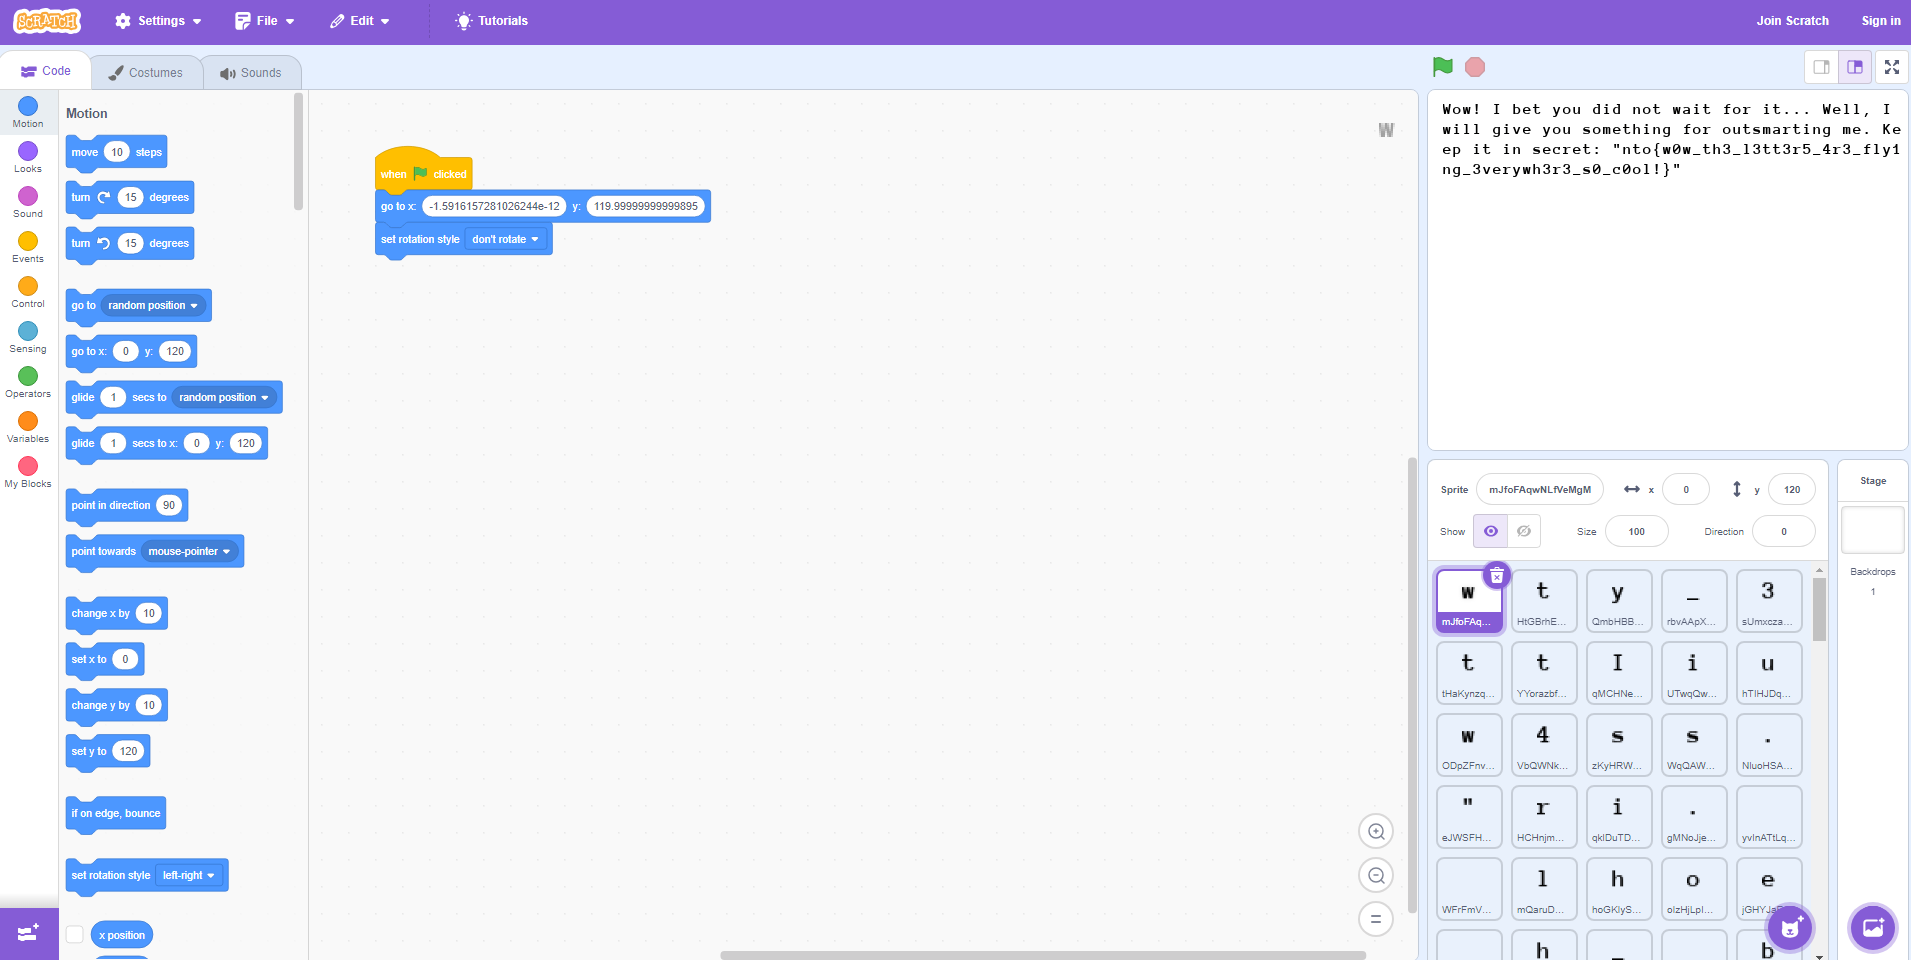 SCRATCH
Settings
File
Edit
Tutorials
Join Scratch
Sign in
Code
Costumes
Sounds
Motion
Looks
Sound
Events
Control
Sensing
Operators
Variables
My Blocks
Motion
move 10 steps
turn 15 degrees
turn 15 degrees
go to random position
go to x: 0 y: 120
glide 1 secs to random position
glide 1 secs to x: 0 y: 120
point in direction 90
point towards mouse-pointer
change x by 10
set x to 0
change y by 10
set y to 120
if on edge, bounce
set rotation style left-right
x position
when clicked
go to x: -1.5916157281026244e-12 y: 119.99999999999895
set rotation style don't rotate
w
Wow! I bet you did not wait for it... Well, I
will give you something for outsmarting me. Ke
ep it in secret: "nto{w0w_th3_l3tt3r5_4r3_fly1
ng_3verywh3r3_s0_c0ol!}"
Sprite mJfoFAqwNLfVeMgM x 0 y 120
Show Size 100 Direction 0
w t y _ 3
mJfoFAq... HtGBrhE... QmbHBB... rbvAApX... sUmxcza...
t t I i u
tHaKynzq... YYorazbf... qMCHNe... UTwqQw... hTIHJDq...
w 4 s s .
ODpZFnv... VbQWNk... zKyHRW... WqQAW... NluoHSA...
" r i .
eJWSFH... HCHnjm... qklDuTD... gMNoJje... yvlnATtLq...
l h o e
WFrFmV... mQaruD... hoGKlyS... olzHjLpl... jGHYJa
h _ b
Stage
Backdrops
1